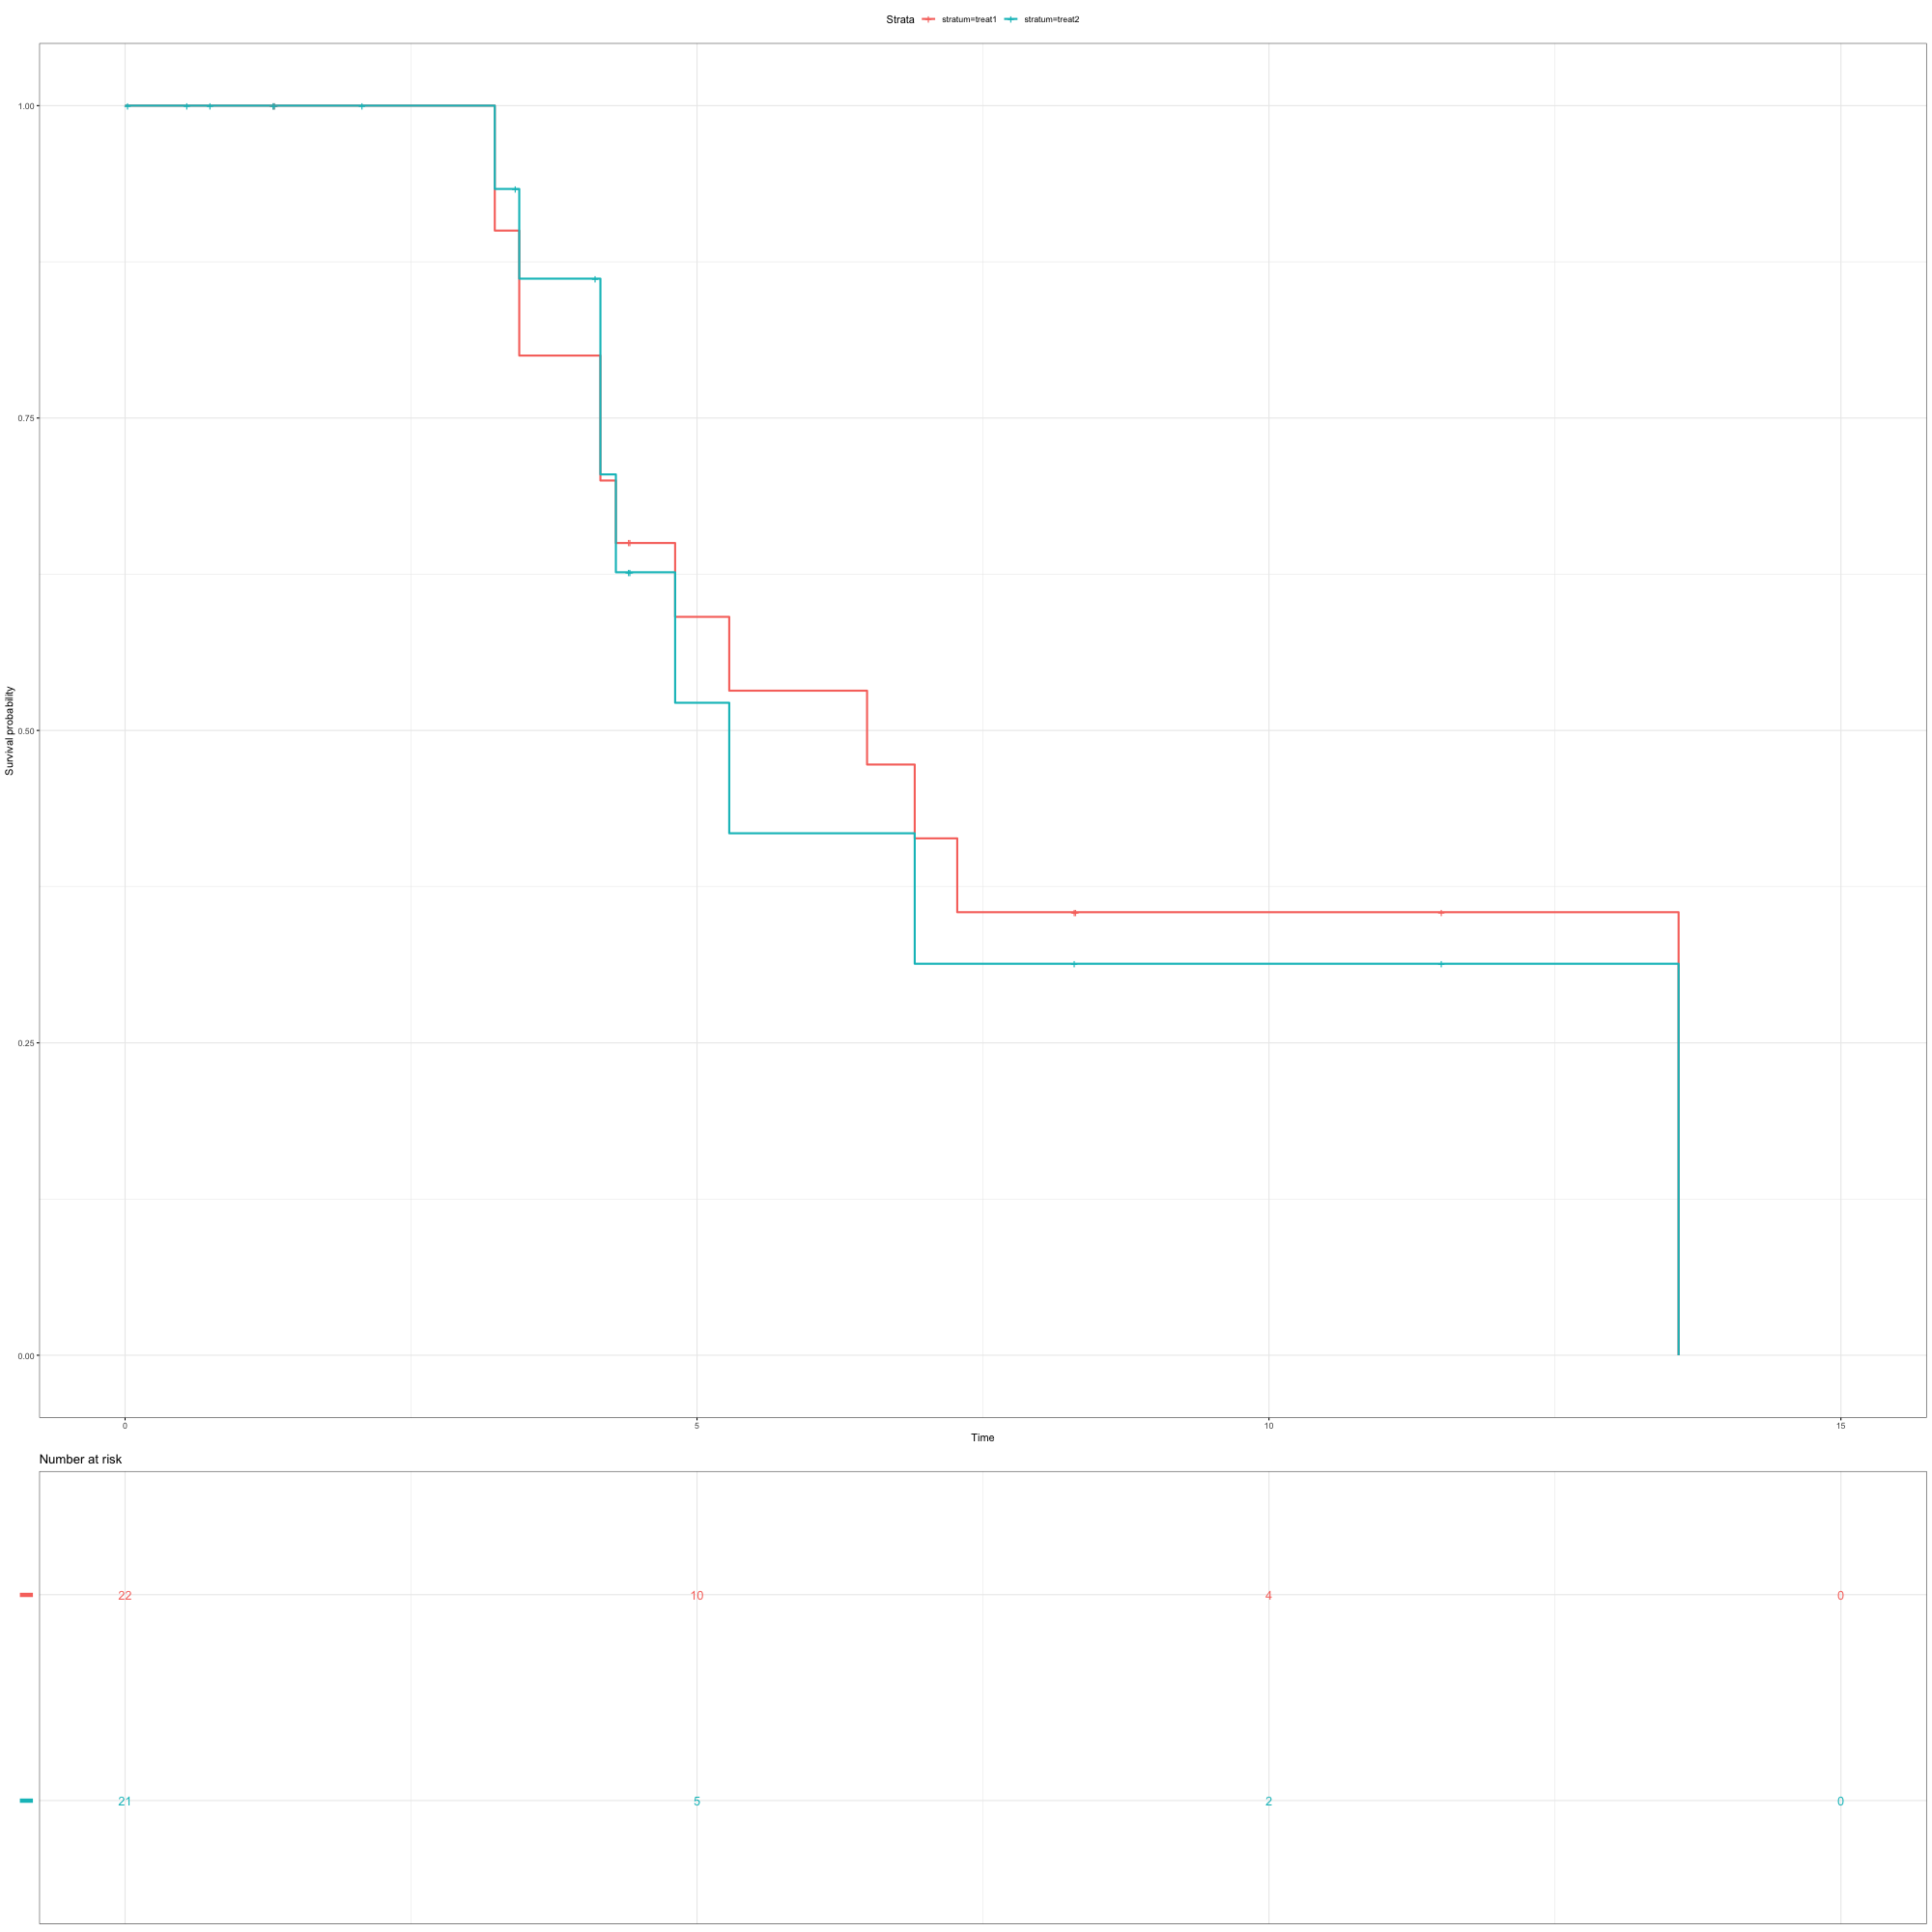 Strata stratum=treat1 stratum=treat2
1.00
0.75
0.50
0.25
0.00
Survival probability
0 5 10 15
Time
Number at risk
22 10 4 0
21 5 2 0